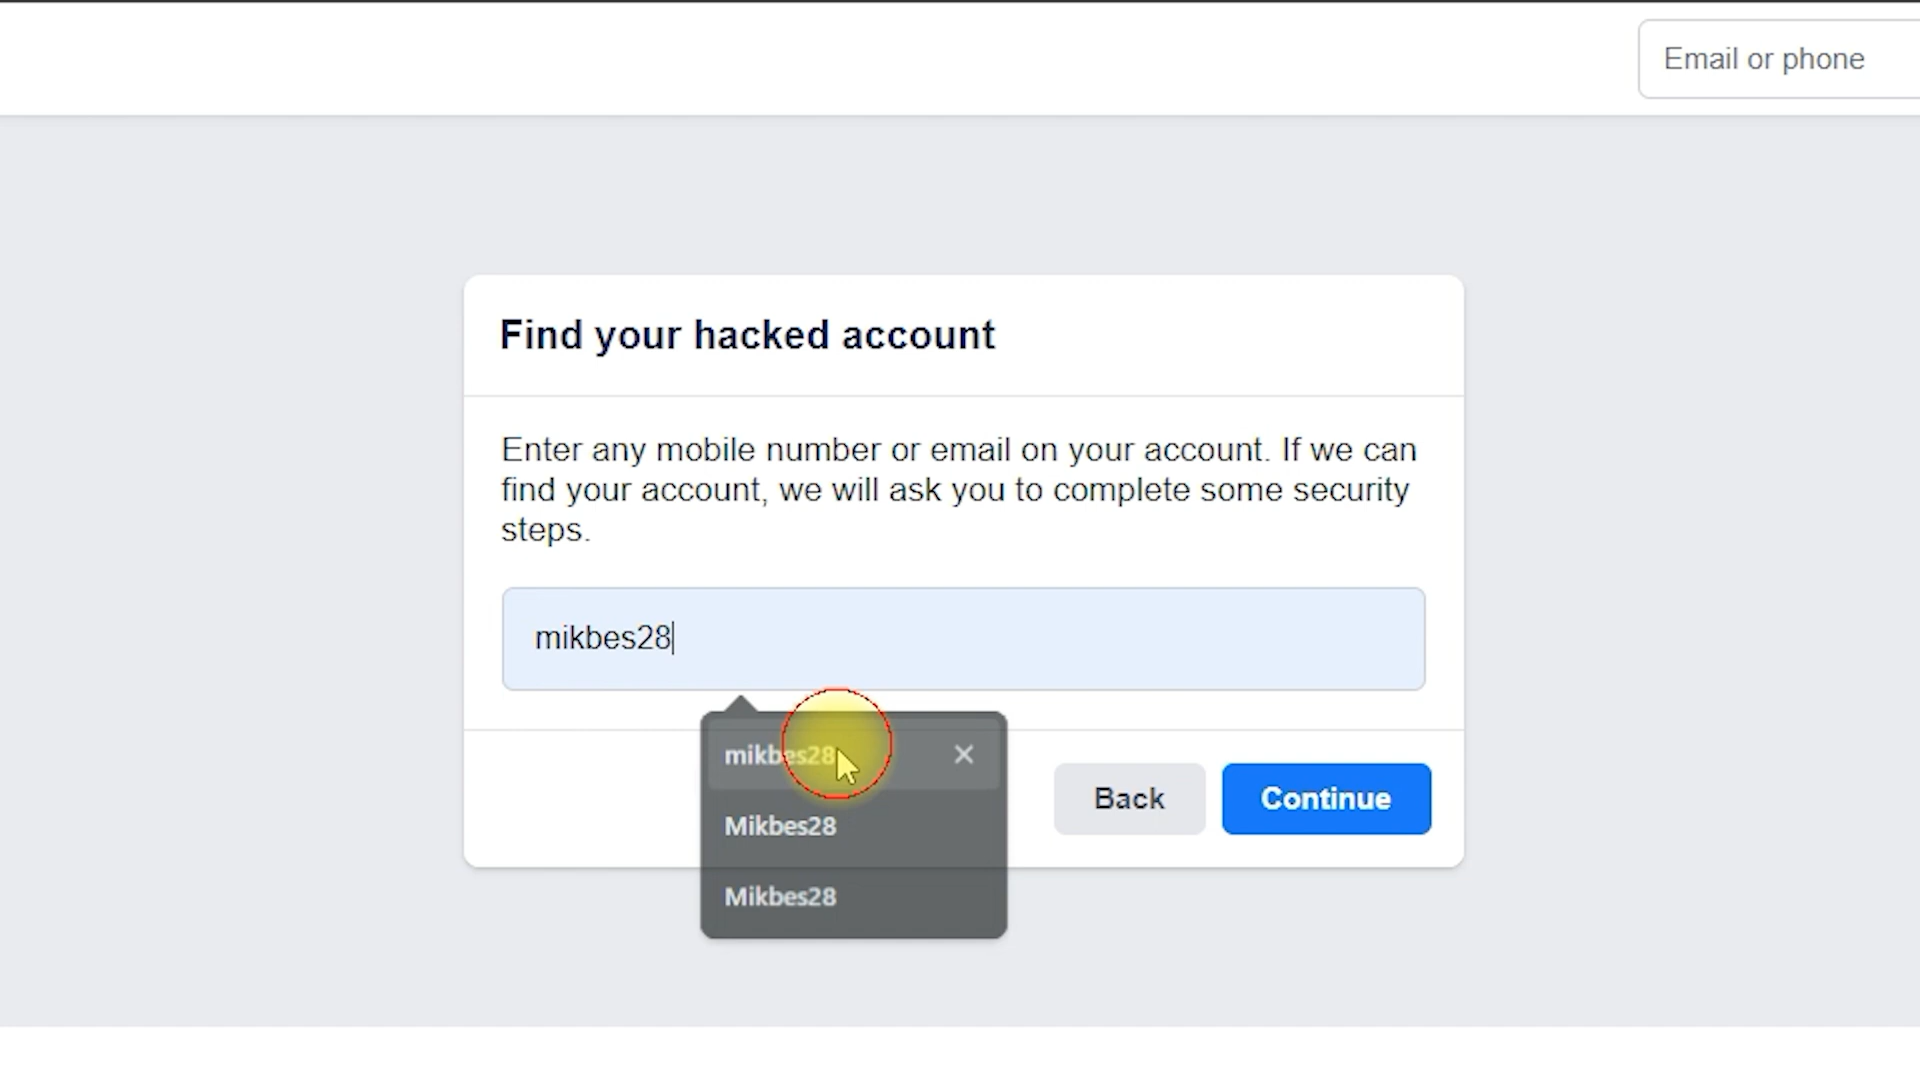 Email or phone
Find your hacked account
Enter any mobile number or email on your account. If we can
find your account, we will ask you to complete some security
steps.
mikbes28
mikbes28
Mikbes28
Mikbes28
Back
Continue